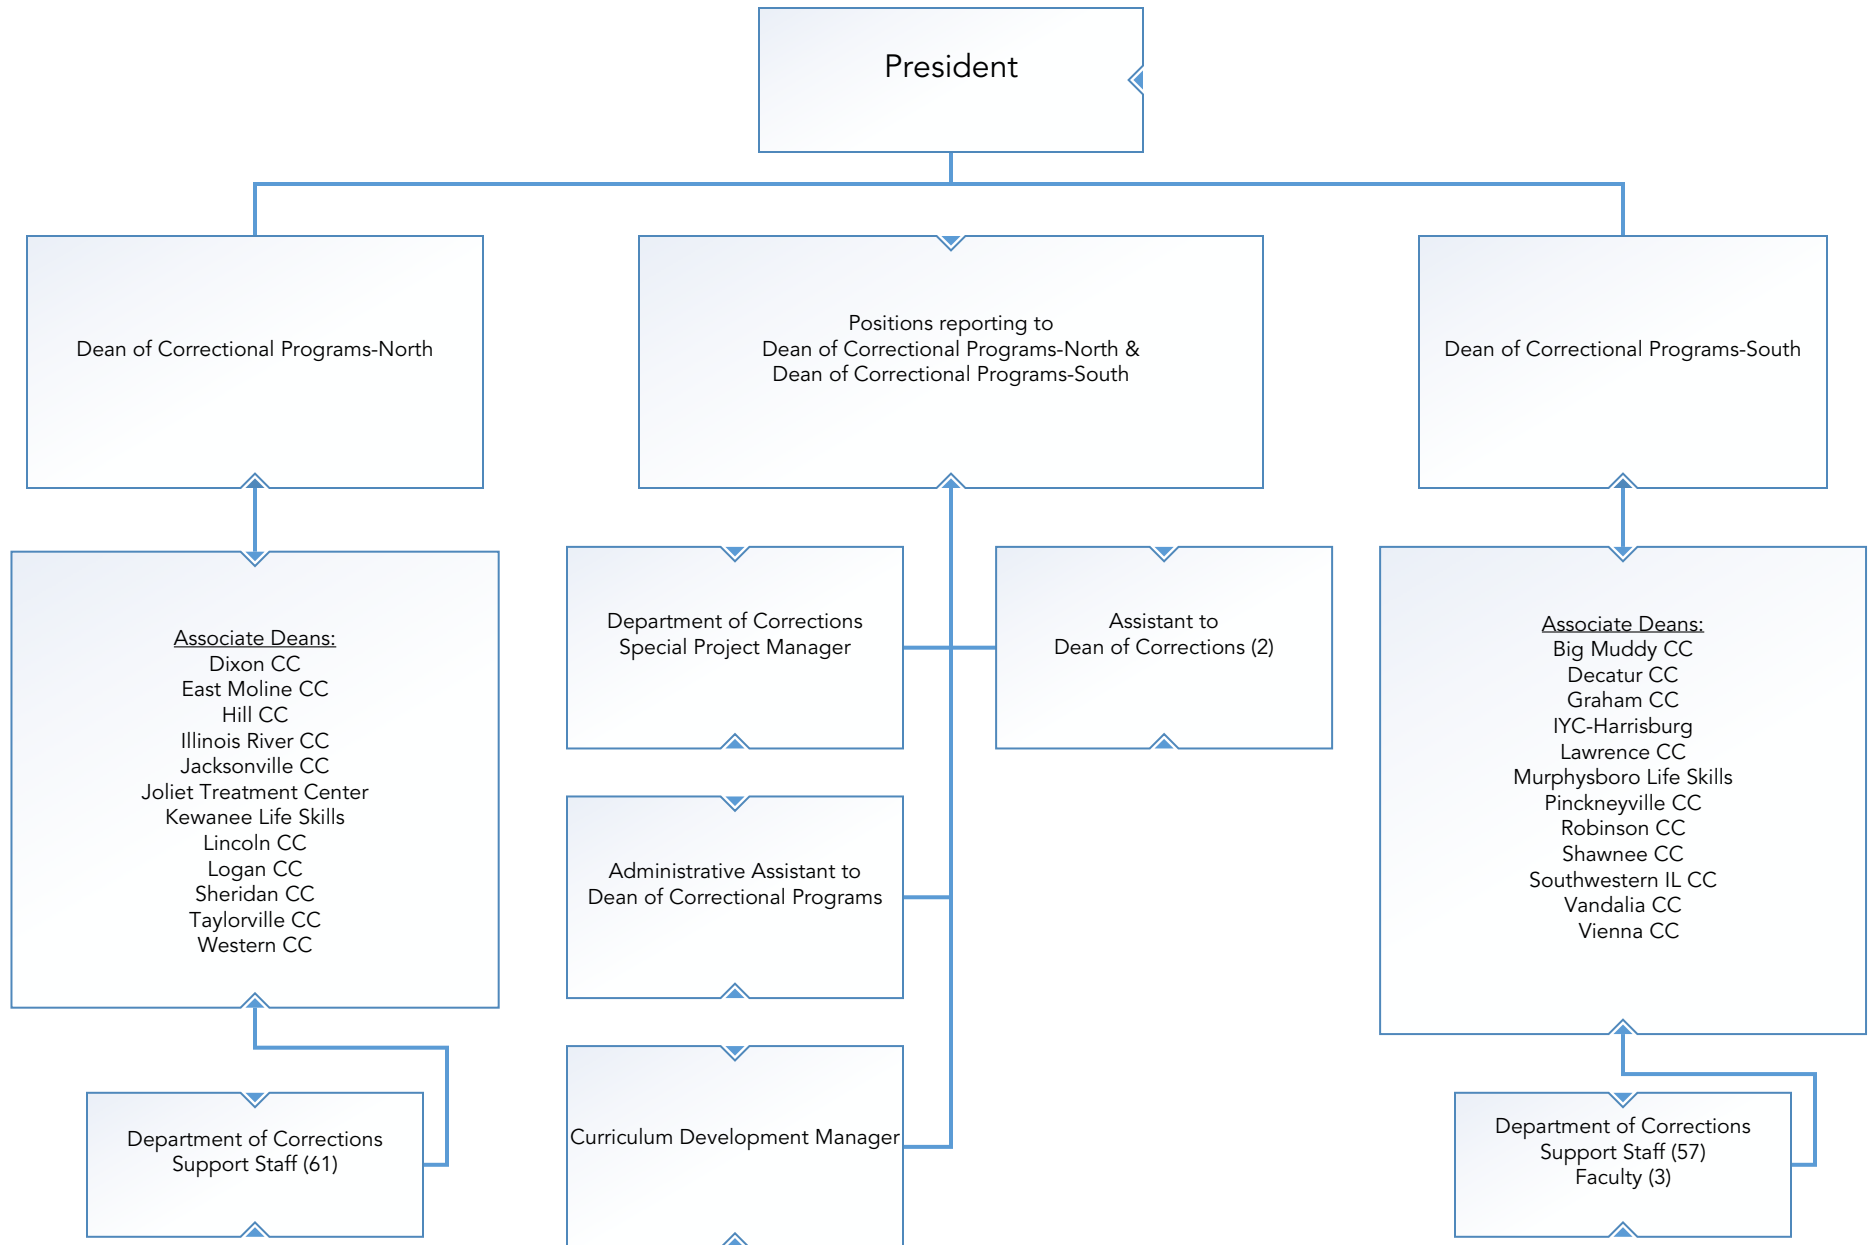 President
Dean of Correctional Programs-North
Positions reporting to
Dean of Correctional Programs-North &
Dean of Correctional Programs-South
Dean of Correctional Programs-South
Associate Deans:
Dixon CC
East Moline CC
Hill CC
Illinois River CC
Jacksonville CC
Joliet Treatment Center
Kewanee Life Skills
Lincoln CC
Logan CC
Sheridan CC
Taylorville CC
Western CC
Department of Corrections
Special Project Manager
Assistant to
Dean of Corrections (2)
Associate Deans:
Big Muddy CC
Decatur CC
Graham CC
IYC-Harrisburg
Lawrence CC
Murphysboro Life Skills
Pinckneyville CC
Robinson CC
Shawnee CC
Southwestern IL CC
Vandalia CC
Vienna CC
Administrative Assistant to
Dean of Correctional Programs
Department of Corrections
Support Staff (61)
Curriculum Development Manager
Department of Corrections
Support Staff (57)
Faculty (3)